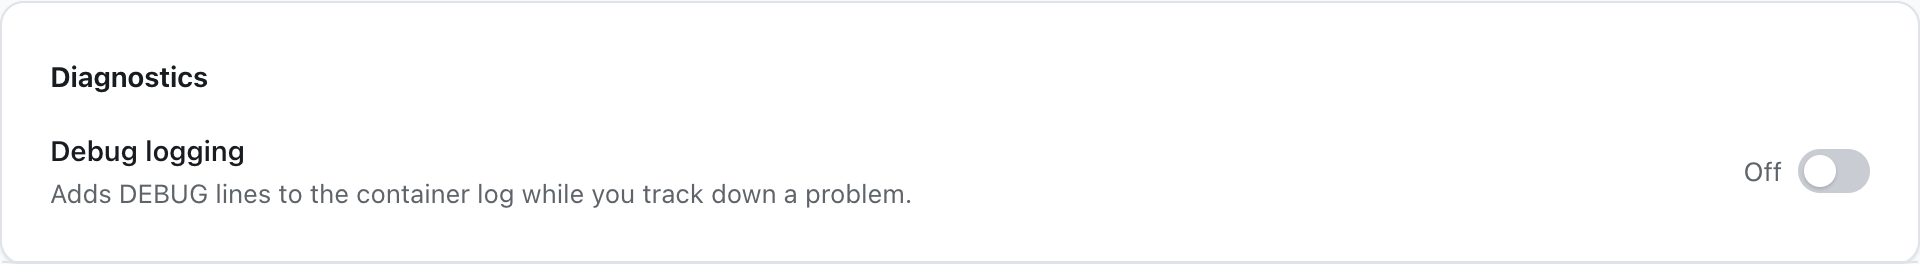 Diagnostics
Debug logging
Off
Adds DEBUG lines to the container log while you track down a problem.